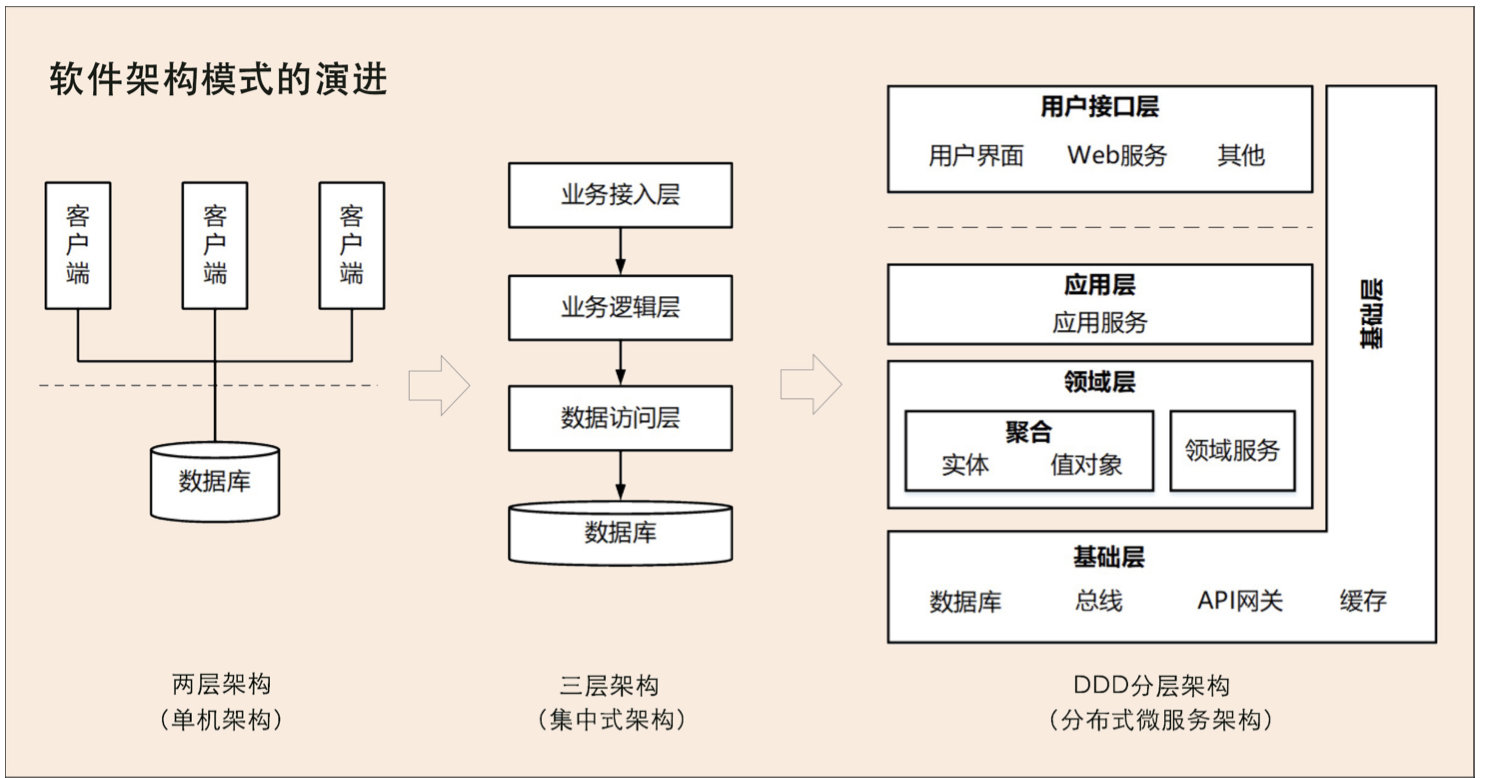 软件架构模式的演进
客户端
客户端
客户端
数据库
两层架构
（单机架构）
业务接入层
业务逻辑层
数据访问层
数据库
三层架构
（集中式架构）
用户接口层
用户界面 Web服务 其他
应用层
应用服务
领域层
聚合
实体 值对象
领域服务
基础层
基础层
数据库 总线 API网关 缓存
DDD分层架构
（分布式微服务架构）